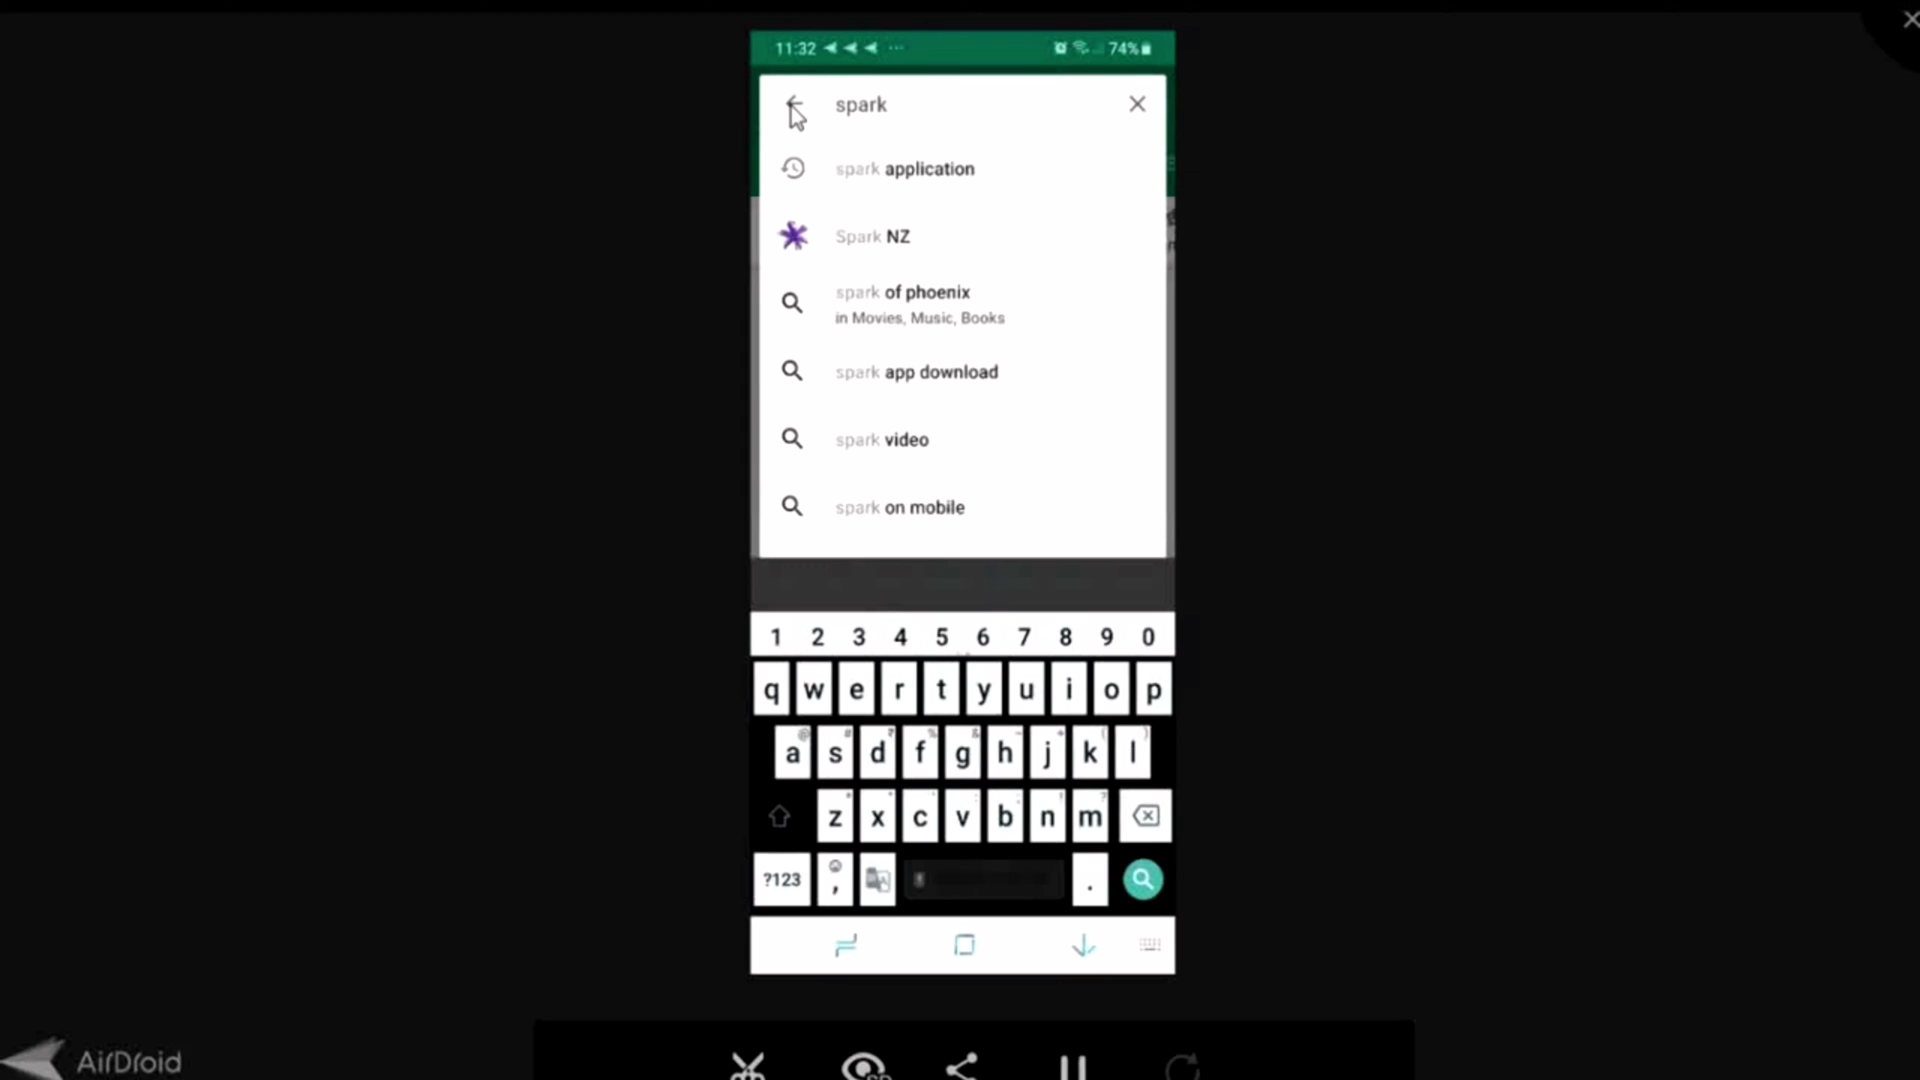 11:32
74%
spark
spark application
Spark NZ
spark of phoenix
in Movies, Music, Books
spark app download
spark video
spark on mobile
1 2 3 4 5 6 7 8 9 0
q w e r t y u i o p
a s d f g h j k l
z x c v b n m
?123 , .
AirDroid